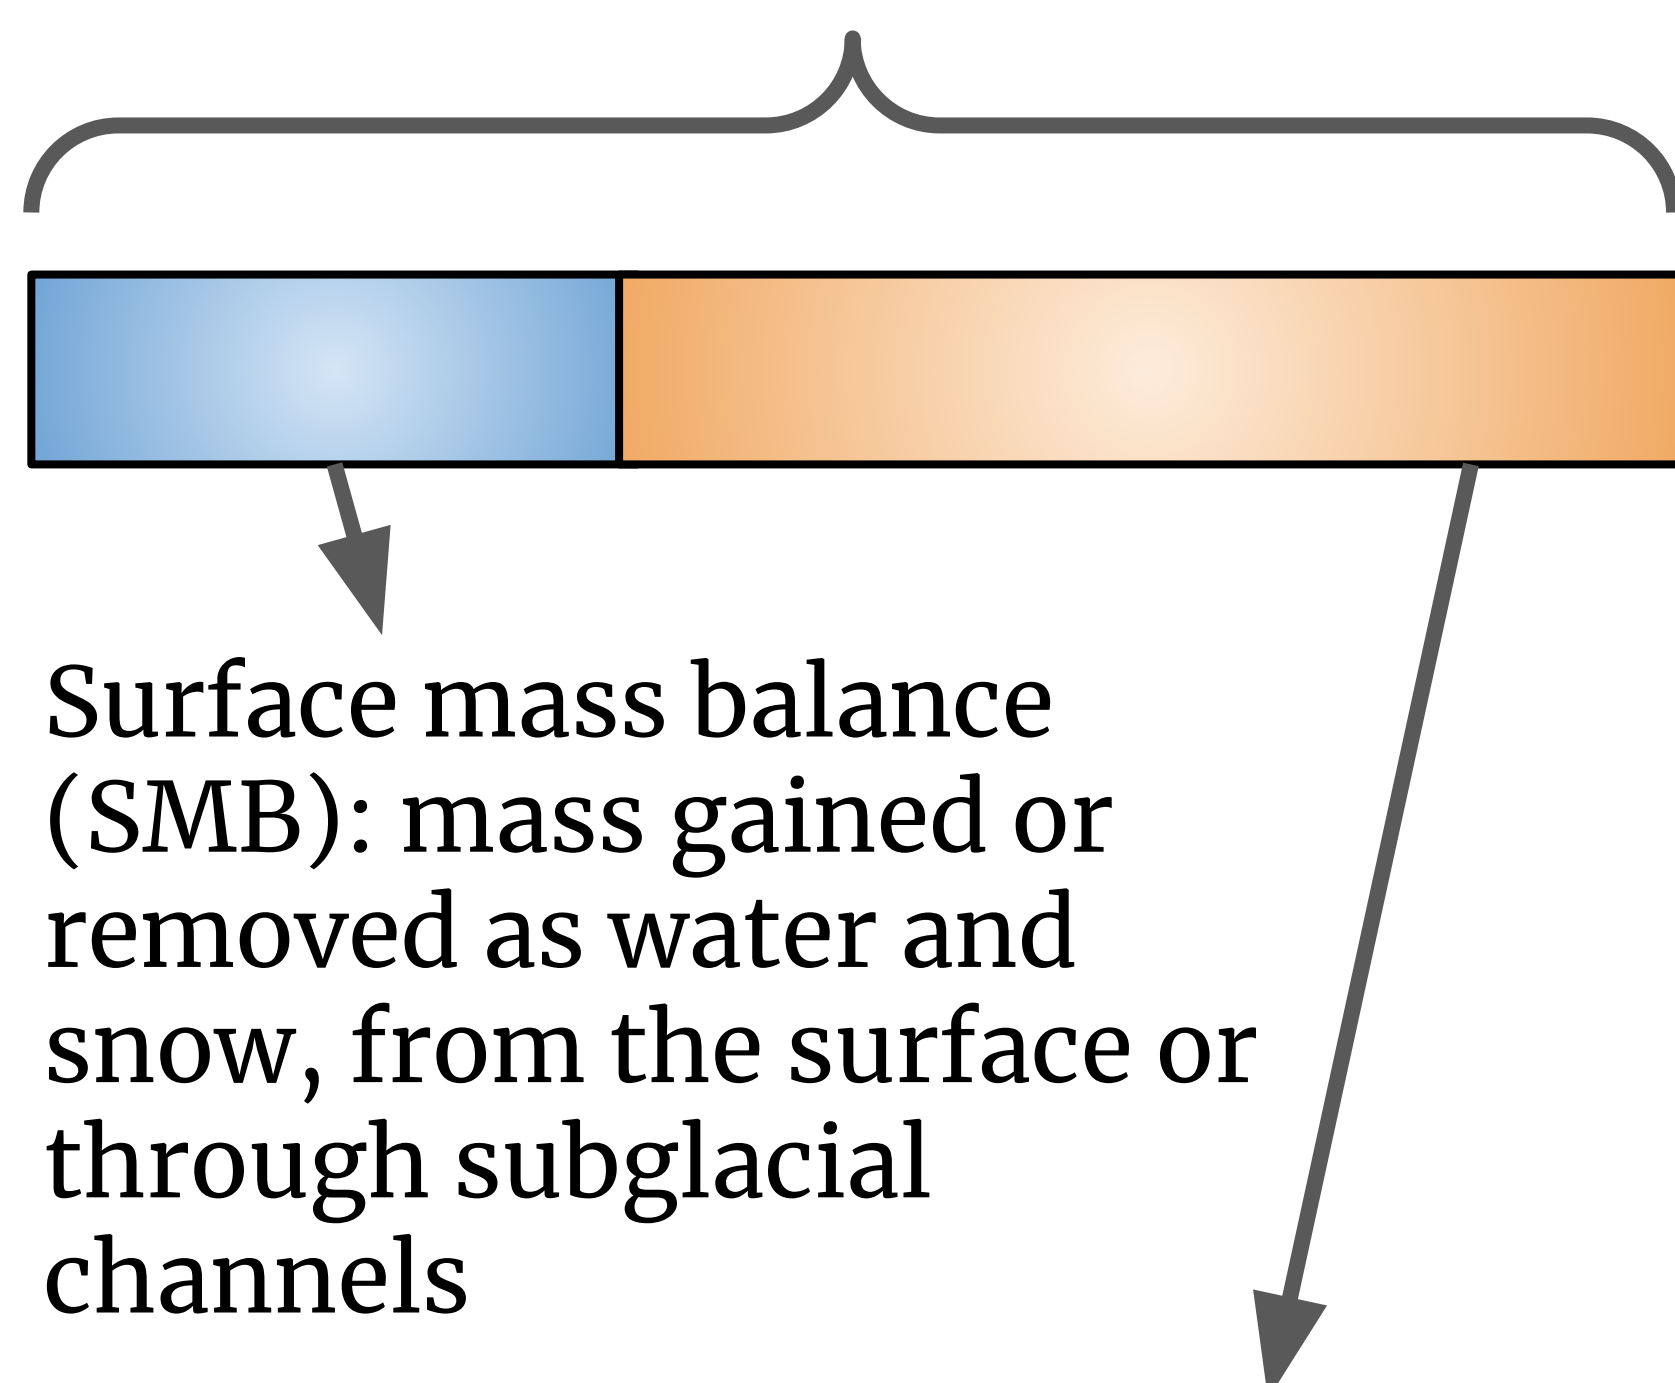 Surface mass balance
(SMB): mass gained or
removed as water and
snow, from the surface or
through subglacial
channels